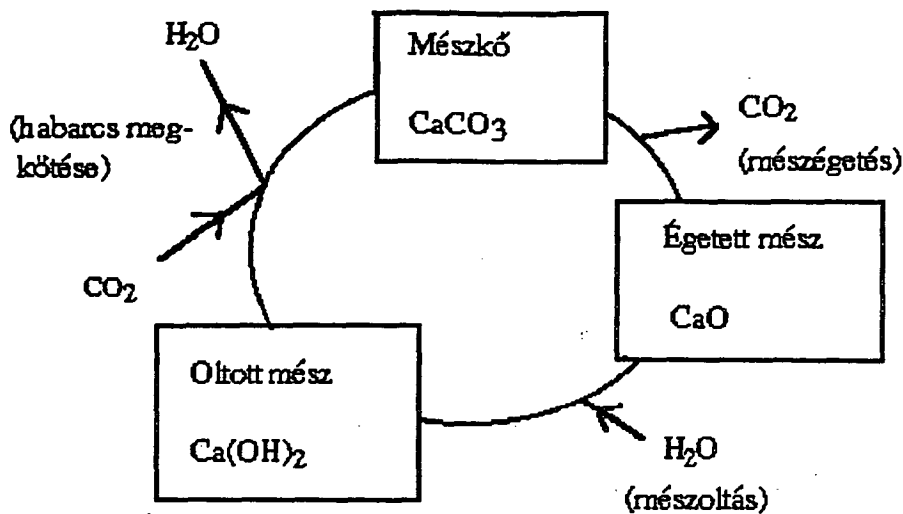 H₂O
(habarcs meg-
kötése)
CO₂
Mészkő
CaCO₃
CO₂
(mészégetés)
Égetett mész
CaO
H₂O
(mészoltás)
Oltott mész
Ca(OH)₂